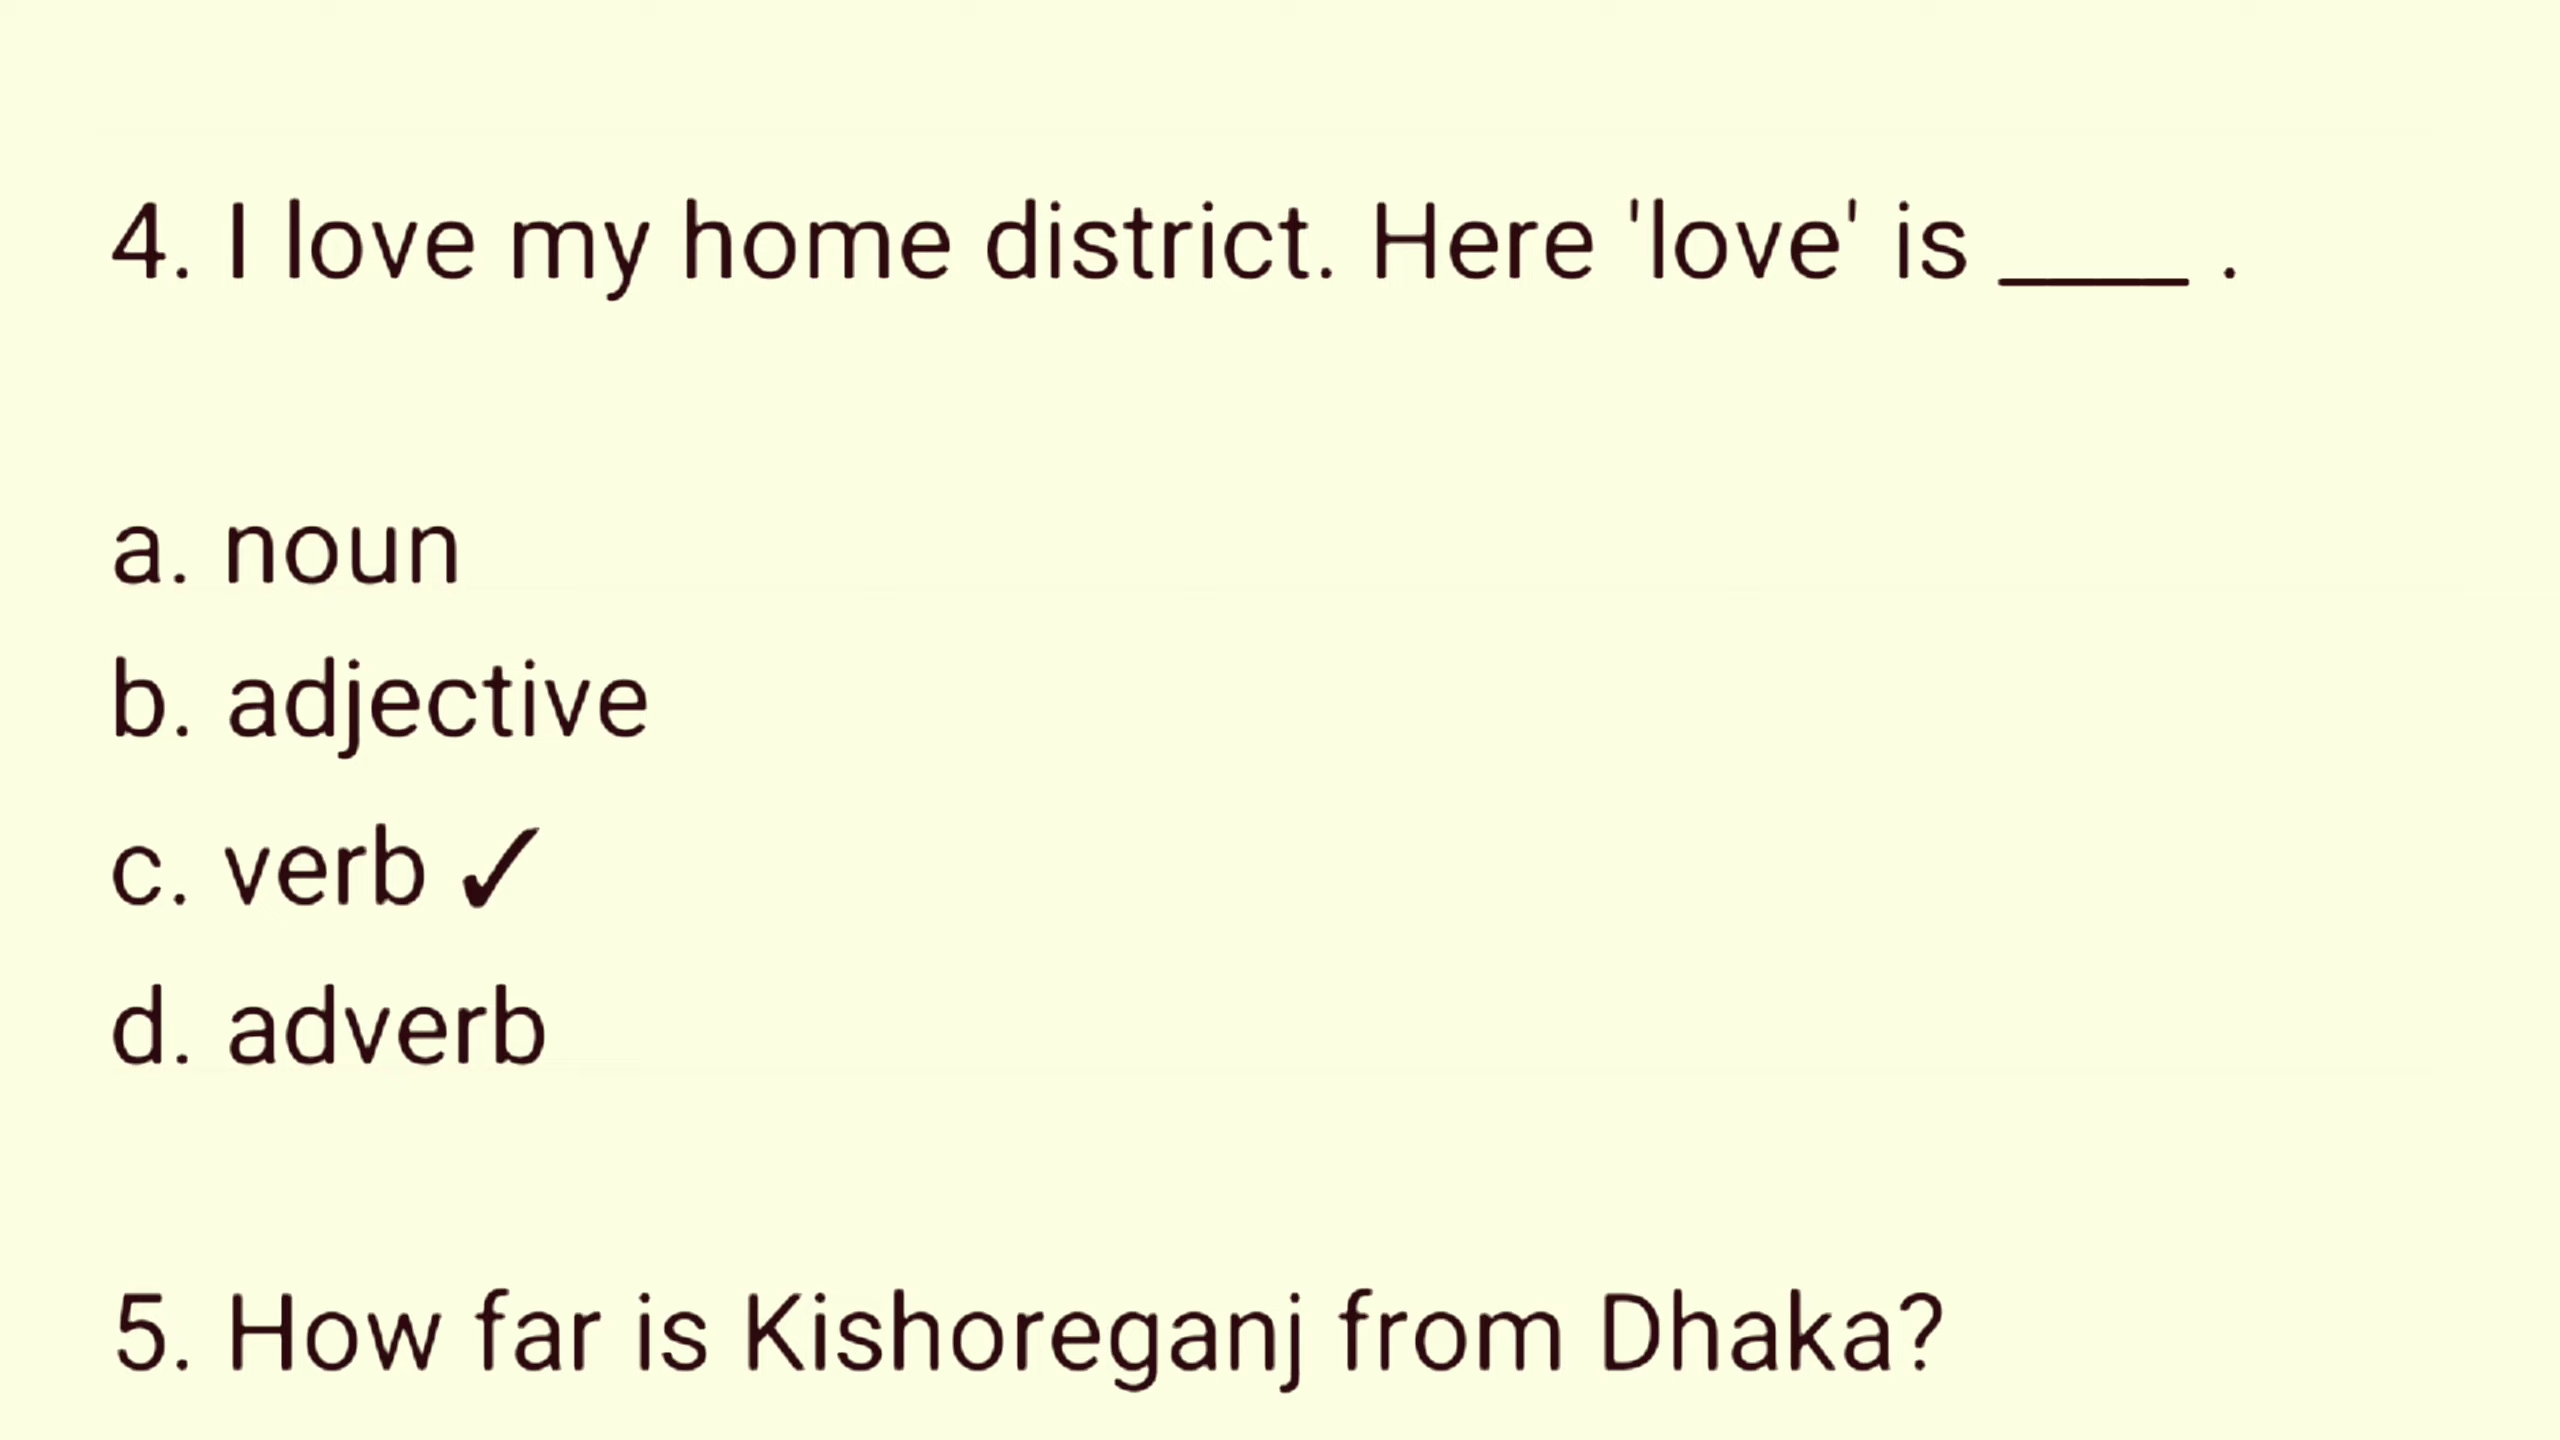 4. I love my home district. Here 'love' is ____ .
a. noun
b. adjective
c. verb ✓
d. adverb
5. How far is Kishoreganj from Dhaka?